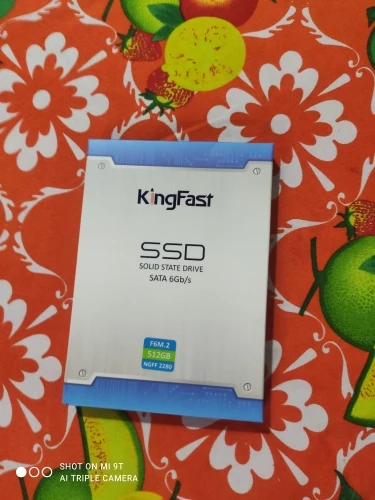 KingFast
SSD
SOLID STATE DRIVE
SATA 6Gb/s
F6M.2
512GB
NGFF 2280
SHOT ON MI 9T
AI TRIPLE CAMERA